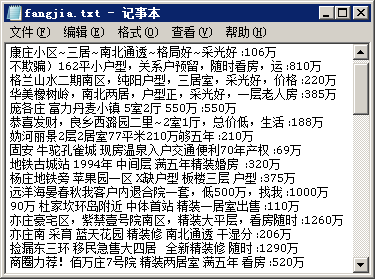 fangjia.txt - 记事本
文件(F) 编辑(E) 格式(O) 查看(V) 帮助(H)
康庄小区~三居~南北通透~格局好~采光好 :106万
不欺骗）162平小户型，关系户预留，随时看房，运 :810万
格兰山水二期南区，纯阳户型，三居室，采光好，价格 :220万
华美橡树岭，南北两居，户型正，采光好，一层老人房 :385万
庞各庄 富力丹麦小镇 5室2厅 550万 :550万
恭喜发财，良乡西潞园二里~2室1厅，总价低，生活 :188万
妫河丽景2层2居室77平米210万够五年 :210万
固安 牛驼孔雀城 现房温泉入户交通便利70年产权 :69万
地铁古城站 1994年 中间层 满五年精装婚房 :320万
杨庄地铁旁 苹果园一区 X缺户型 板楼三层 户型 :375万
远洋海晏春秋我客户内退合院一套，低500万，找我 :1000万
90万 杜家坎环岛附近 中体首站 精装一居室出售 :110万
亦庄豪宅区，紫慧壹号院南区，精装大平层，看房随时 :1260万
亦庄南 采育 蓝天花园 精装修 南北通透 干湿分 :206万
捡漏东三环 移民急售大四居　全新精装修 随时 :1290万
商圈力荐！佰万庄7号院 精装两居室 满五年 看房 :520万